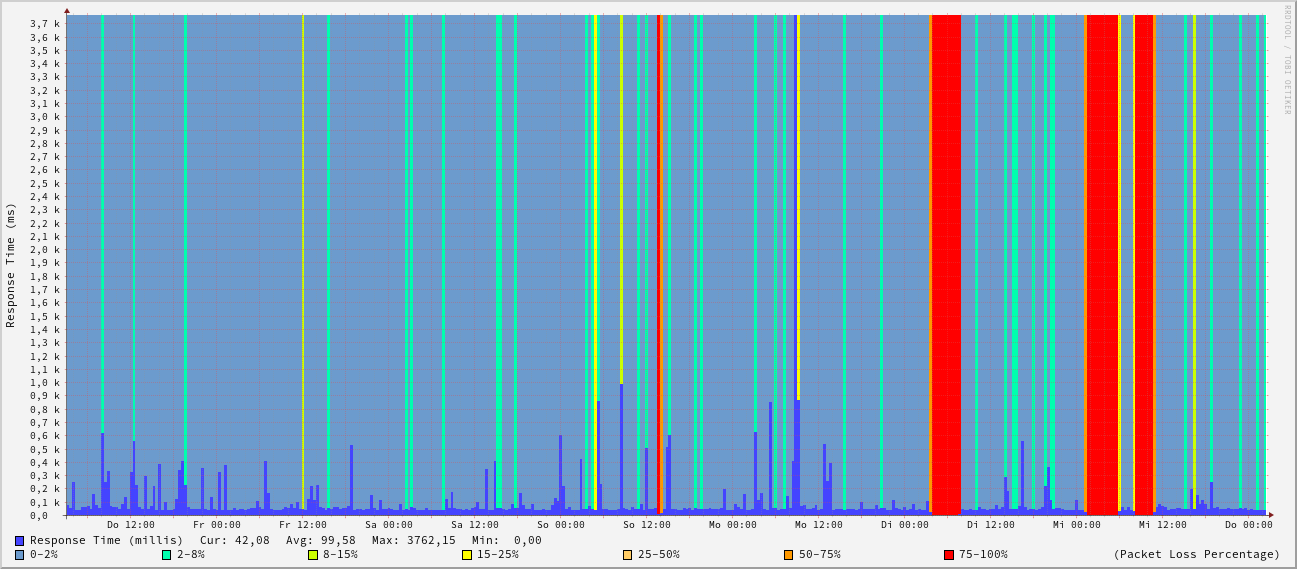 RRDTOOL / TOBI OETIKER
Response Time (ms)
3,7 k
3,6 k
3,5 k
3,4 k
3,3 k
3,2 k
3,1 k
3,0 k
2,9 k
2,8 k
2,7 k
2,6 k
2,5 k
2,4 k
2,3 k
2,2 k
2,1 k
2,0 k
1,9 k
1,8 k
1,7 k
1,6 k
1,5 k
1,4 k
1,3 k
1,2 k
1,1 k
1,0 k
0,9 k
0,8 k
0,7 k
0,6 k
0,5 k
0,4 k
0,3 k
0,2 k
0,1 k
0,0
Do 12:00 Fr 00:00 Fr 12:00 Sa 00:00 Sa 12:00 So 00:00 So 12:00 Mo 00:00 Mo 12:00 Di 00:00 Di 12:00 Mi 00:00 Mi 12:00 Do 00:00
Response Time (millis) Cur: 42,08 Avg: 99,58 Max: 3762,15 Min: 0,00
0-2% 2-8% 8-15% 15-25% 25-50% 50-75% 75-100% (Packet Loss Percentage)